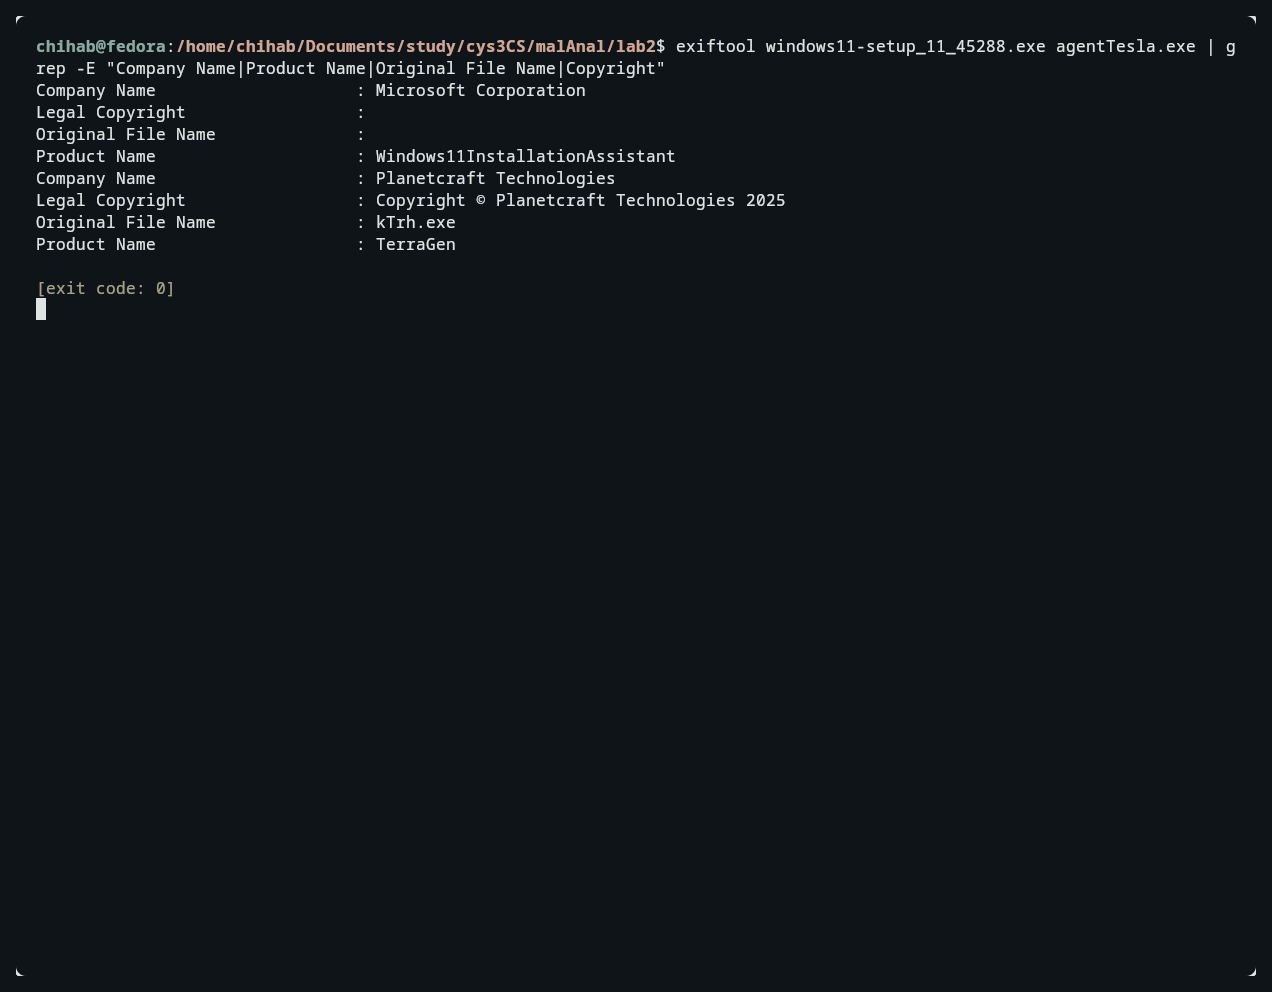 chihab@fedora:/home/chihab/Documents/study/cys3CS/malAnal/lab2$ exiftool windows11-setup_11_45288.exe agentTesla.exe | g
rep -E "Company Name|Product Name|Original File Name|Copyright"
Company Name                    : Microsoft Corporation
Legal Copyright                 :
Original File Name              :
Product Name                    : Windows11InstallationAssistant
Company Name                    : Planetcraft Technologies
Legal Copyright                 : Copyright © Planetcraft Technologies 2025
Original File Name              : kTrh.exe
Product Name                    : TerraGen
[exit code: 0]